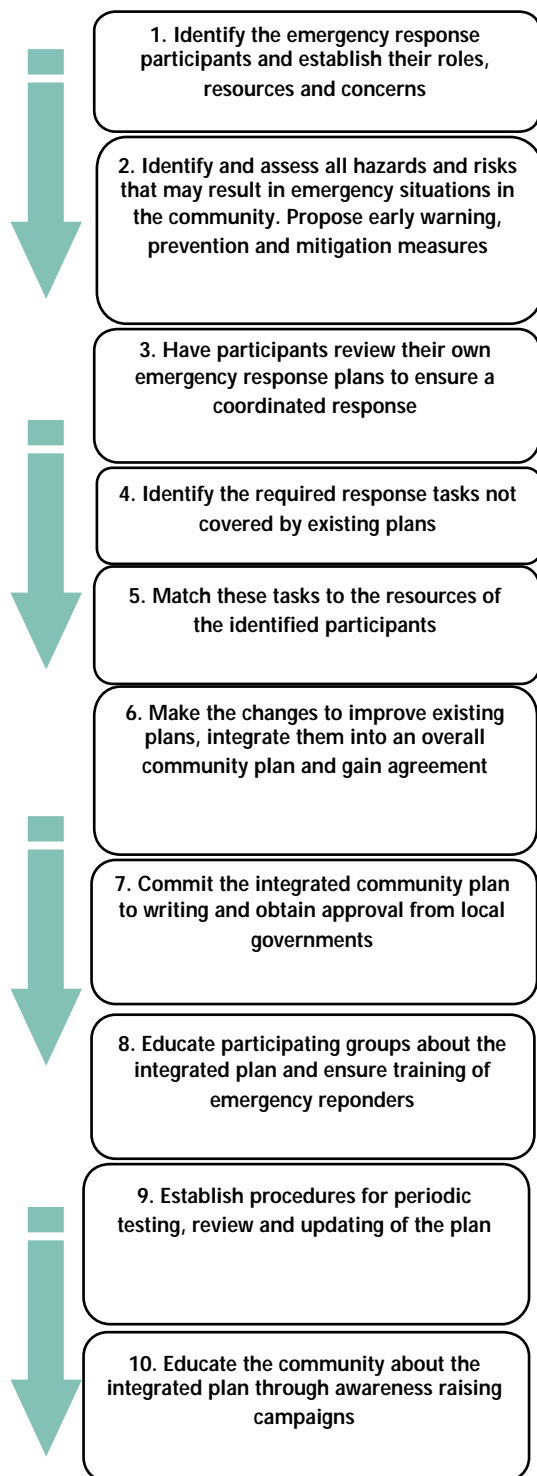 1. Identify the emergency response
participants and establish their roles,
resources and concerns
2. Identify and assess all hazards and risks
that may result in emergency situations in
the community. Propose early warning,
prevention and mitigation measures
3. Have participants review their own
emergency response plans to ensure a
coordinated response
4. Identify the required response tasks not
covered by existing plans
5. Match these tasks to the resources of
the identified participants
6. Make the changes to improve existing
plans, integrate them into an overall
community plan and gain agreement
7. Commit the integrated community plan
to writing and obtain approval from local
governments
8. Educate participating groups about the
integrated plan and ensure training of
emergency reponders
9. Establish procedures for periodic
testing, review and updating of the plan
10. Educate the community about the
integrated plan through awareness raising
campaigns